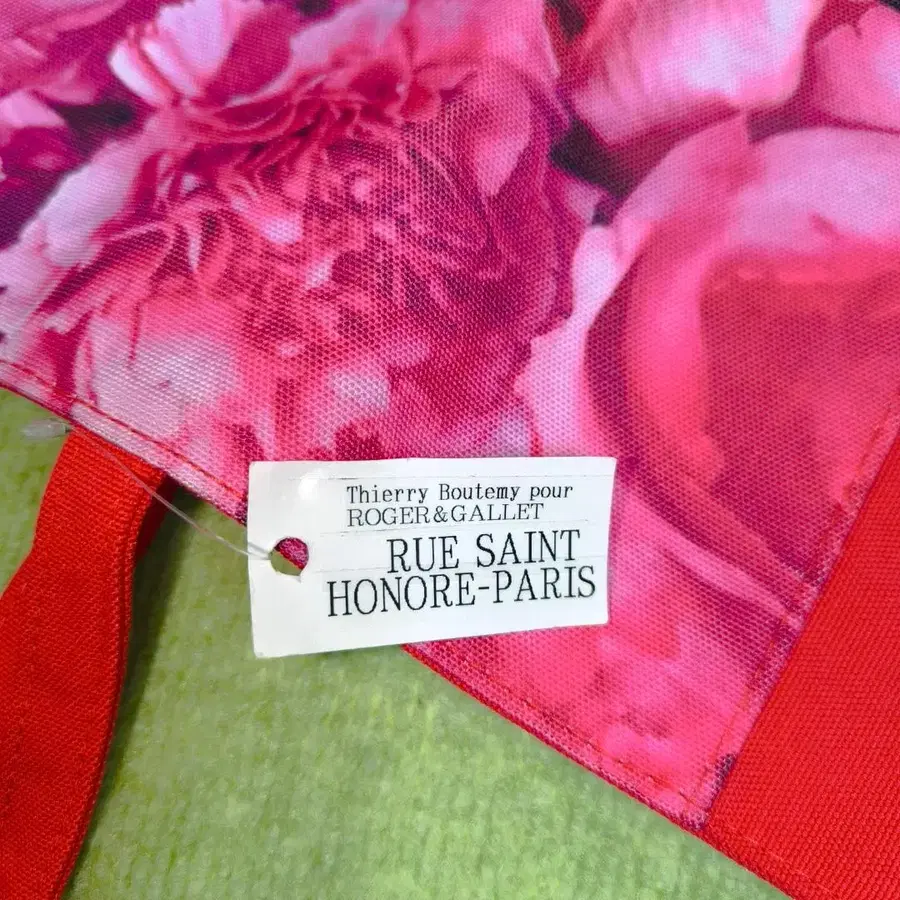 Thierry Boutemy pour
ROGER&GALLET
RUE SAINT
HONORE-PARIS